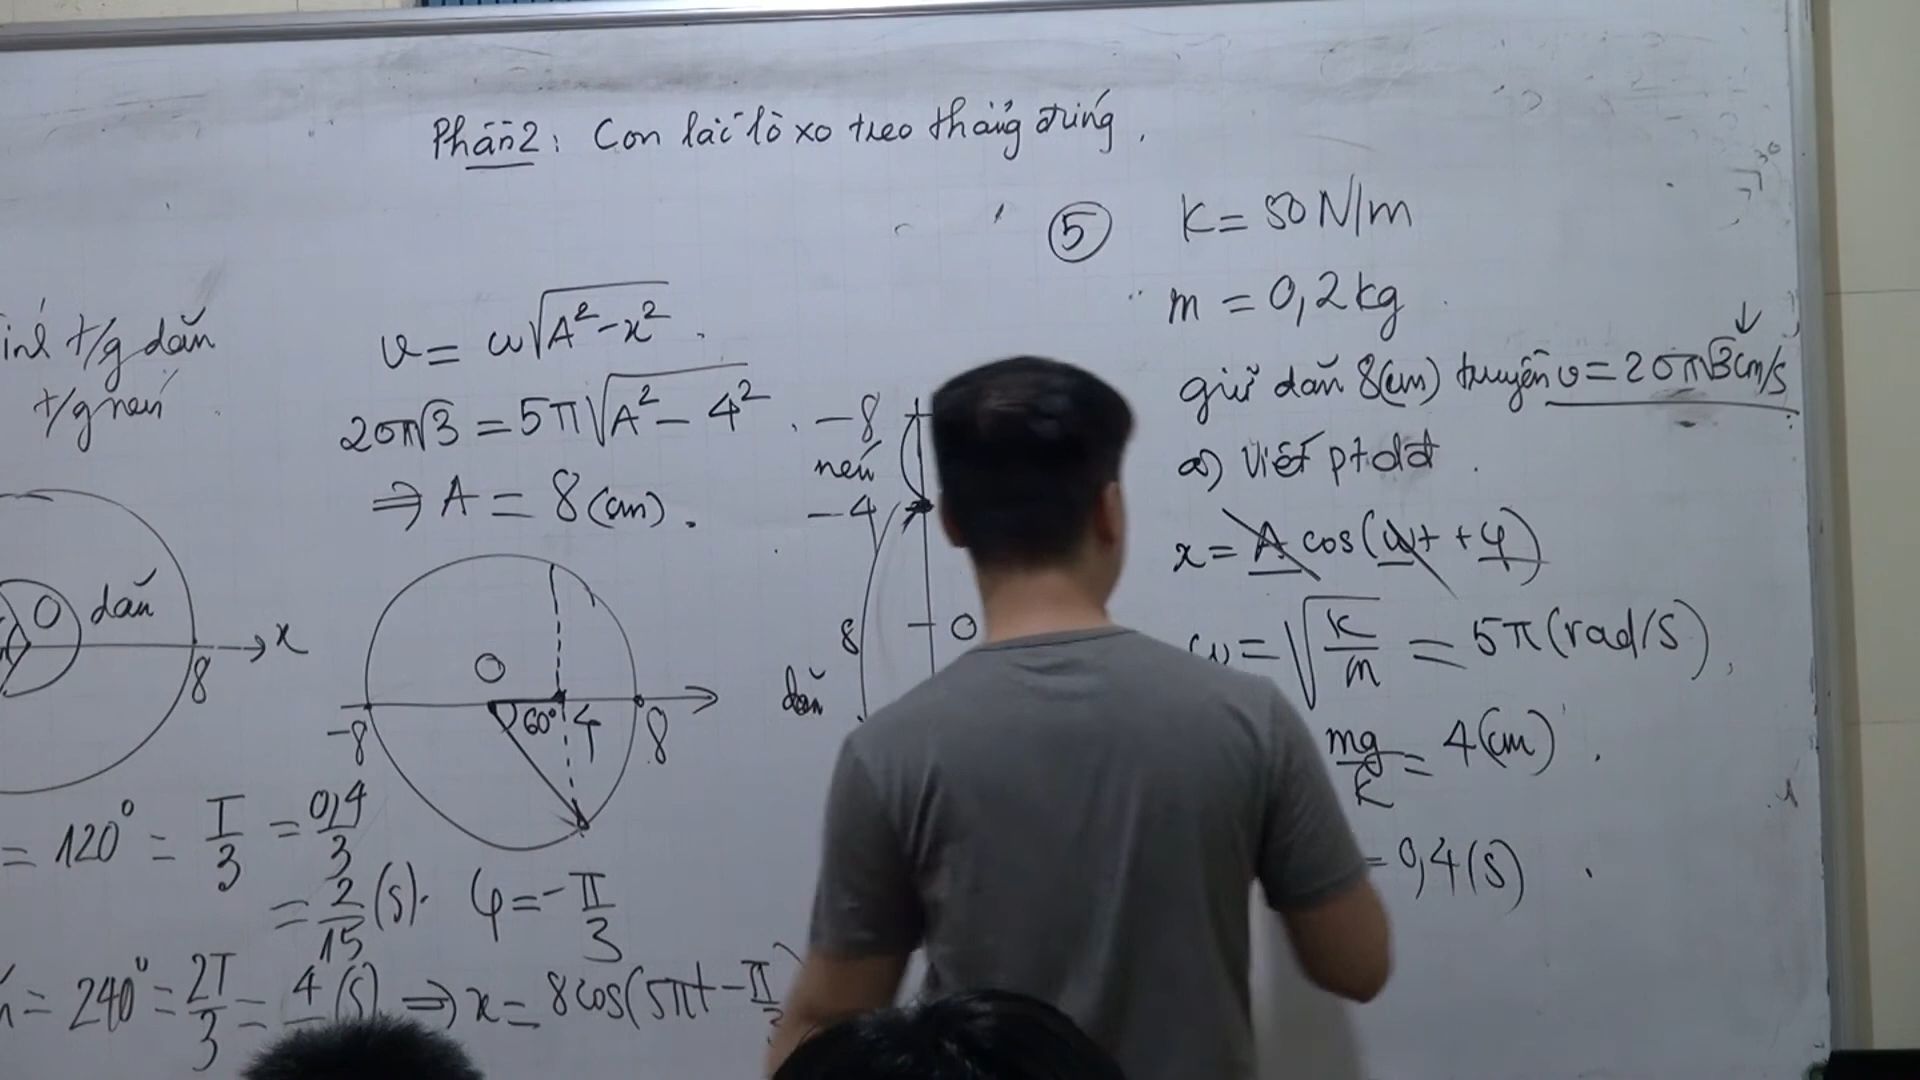 Phần 2: Con lắc lò xo treo thẳng đứng.
t/g dãn
t/g nén
O dãn
x
8
= 120° = T/3 = 0,4/3
= 2/15 (s).
= 240° = 2T/3 = 4 (s)
v = ω√(A² - x²).
20π√3 = 5π√(A² - 4²).
⇒ A = 8 (cm).
O
-8 60° 4 8
φ = -π/3
⇒ x = 8cos(5πt - π
-8
nén
-4
8
O
dãn
⑤ K = 50 N/m
m = 0,2 kg
giữ dãn 8(cm) truyền v = 20π√3 cm/s ↓
a) Viết ptdđ.
x = A cos(ωt + φ)
ω = √(K/m) = 5π (rad/s),
mg/K = 4 (cm).
= 0,4 (s).